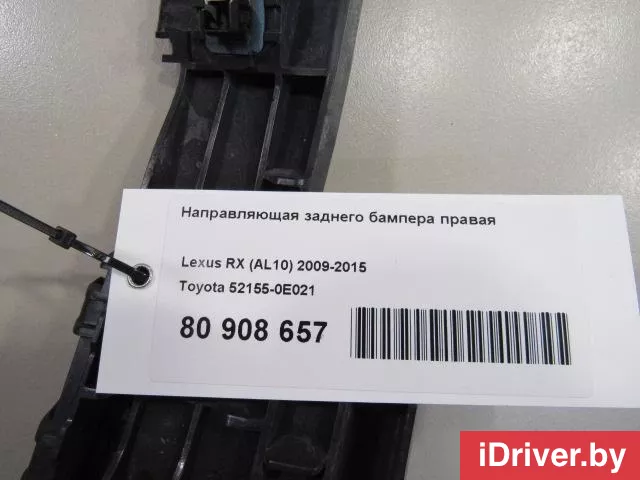 Направляющая заднего бампера правая
Lexus RX (AL10) 2009-2015
Toyota 52155-0E021
80 908 657
iDriver.by